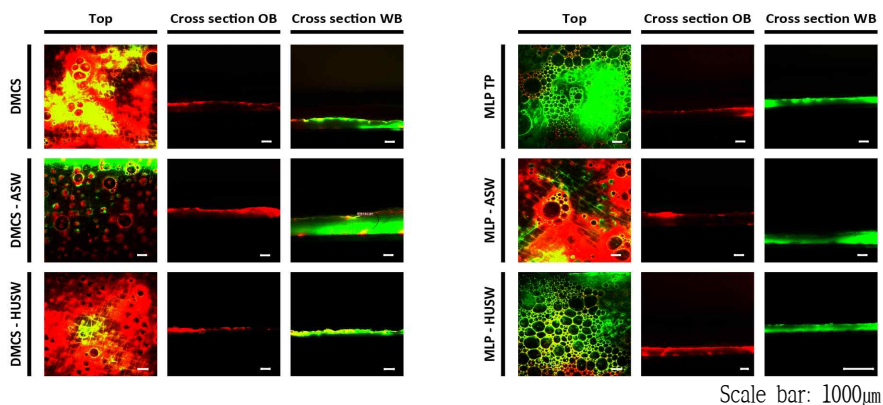 Top Cross section OB Cross section WB
DMCS
DMCS - ASW
DMCS - HUSW
Top Cross section OB Cross section WB
MLP TP
MLP - ASW
MLP - HUSW
Scale bar: 1000μm